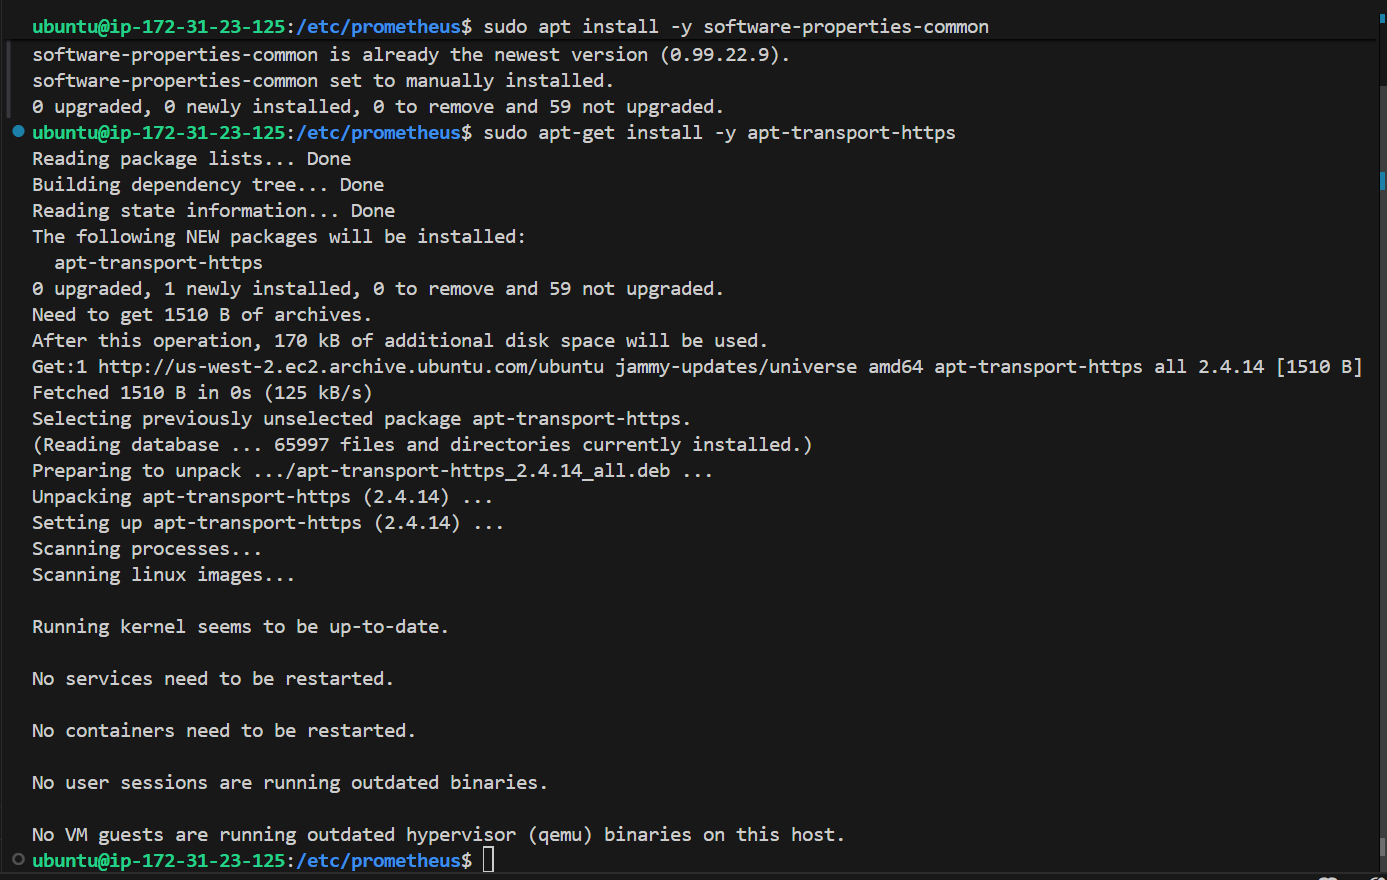 ubuntu@ip-172-31-23-125:/etc/prometheus$ sudo apt install -y software-properties-common
software-properties-common is already the newest version (0.99.22.9).
software-properties-common set to manually installed.
0 upgraded, 0 newly installed, 0 to remove and 59 not upgraded.
ubuntu@ip-172-31-23-125:/etc/prometheus$ sudo apt-get install -y apt-transport-https
Reading package lists... Done
Building dependency tree... Done
Reading state information... Done
The following NEW packages will be installed:
  apt-transport-https
0 upgraded, 1 newly installed, 0 to remove and 59 not upgraded.
Need to get 1510 B of archives.
After this operation, 170 kB of additional disk space will be used.
Get:1 http://us-west-2.ec2.archive.ubuntu.com/ubuntu jammy-updates/universe amd64 apt-transport-https all 2.4.14 [1510 B]
Fetched 1510 B in 0s (125 kB/s)
Selecting previously unselected package apt-transport-https.
(Reading database ... 65997 files and directories currently installed.)
Preparing to unpack .../apt-transport-https_2.4.14_all.deb ...
Unpacking apt-transport-https (2.4.14) ...
Setting up apt-transport-https (2.4.14) ...
Scanning processes...
Scanning linux images...
Running kernel seems to be up-to-date.
No services need to be restarted.
No containers need to be restarted.
No user sessions are running outdated binaries.
No VM guests are running outdated hypervisor (qemu) binaries on this host.
ubuntu@ip-172-31-23-125:/etc/prometheus$